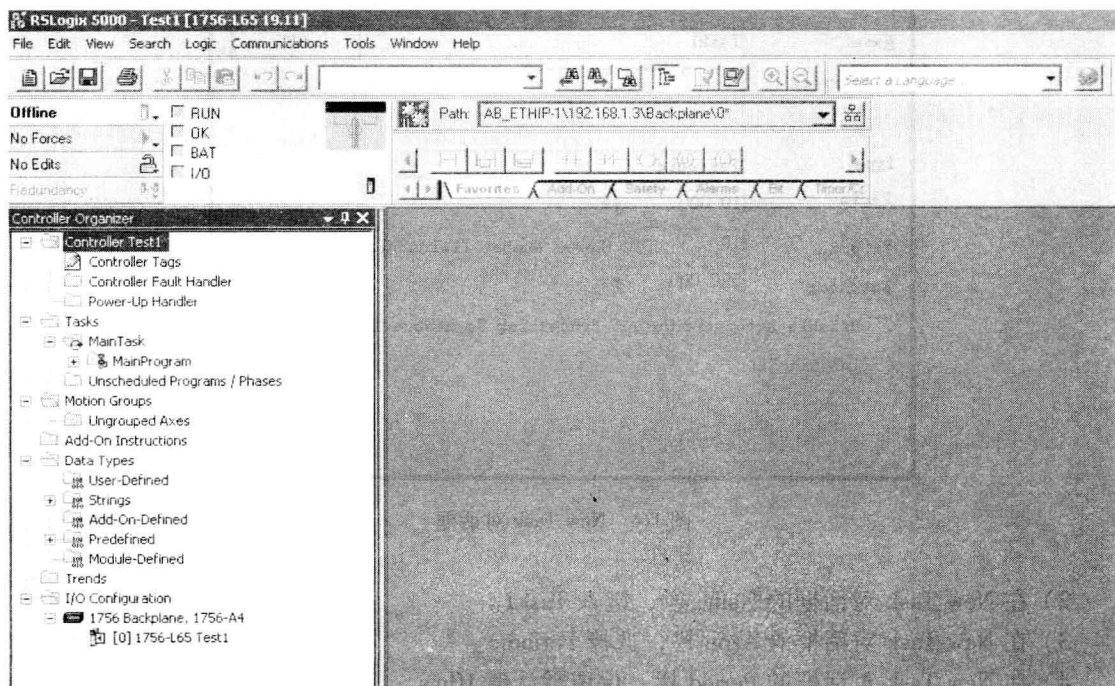 RSLogix 5000 - Test1 [1756-L65 19.11]
File Edit View Search Logic Communications Tools Window Help
Select a Language...
Offline
RUN
No Forces
OK
No Edits
BAT
Redundancy
I/O
Path: AB_ETHIP-1\192.168.1.3\Backplane\0*
Favorites Add-On Safety Alarms Bit Timer/Cc
Controller Organizer
Controller Test1
Controller Tags
Controller Fault Handler
Power-Up Handler
Tasks
MainTask
MainProgram
Unscheduled Programs / Phases
Motion Groups
Ungrouped Axes
Add-On Instructions
Data Types
User-Defined
Strings
Add-On-Defined
Predefined
Module-Defined
Trends
I/O Configuration
1756 Backplane, 1756-A4
[0] 1756-L65 Test1